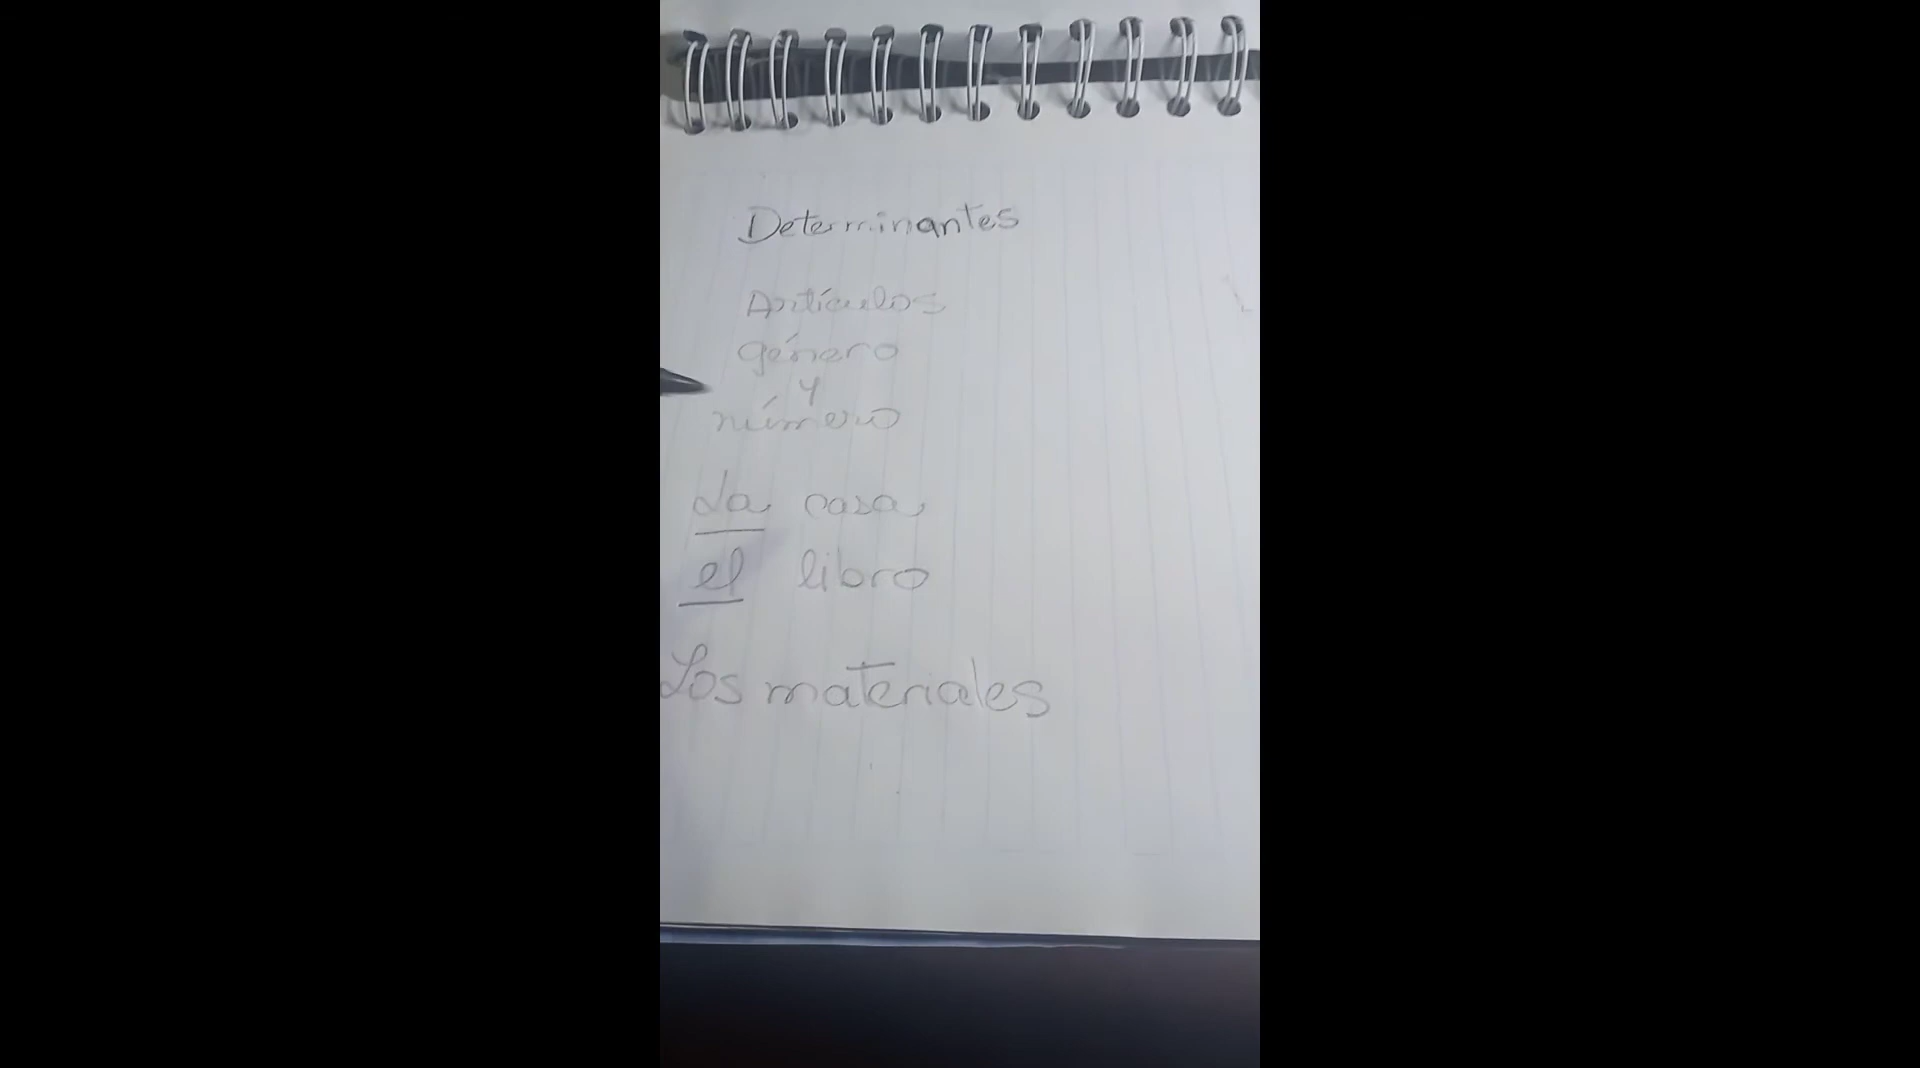 Determinantes
Artículos
género
y
número
La casa
el libro
Los materiales